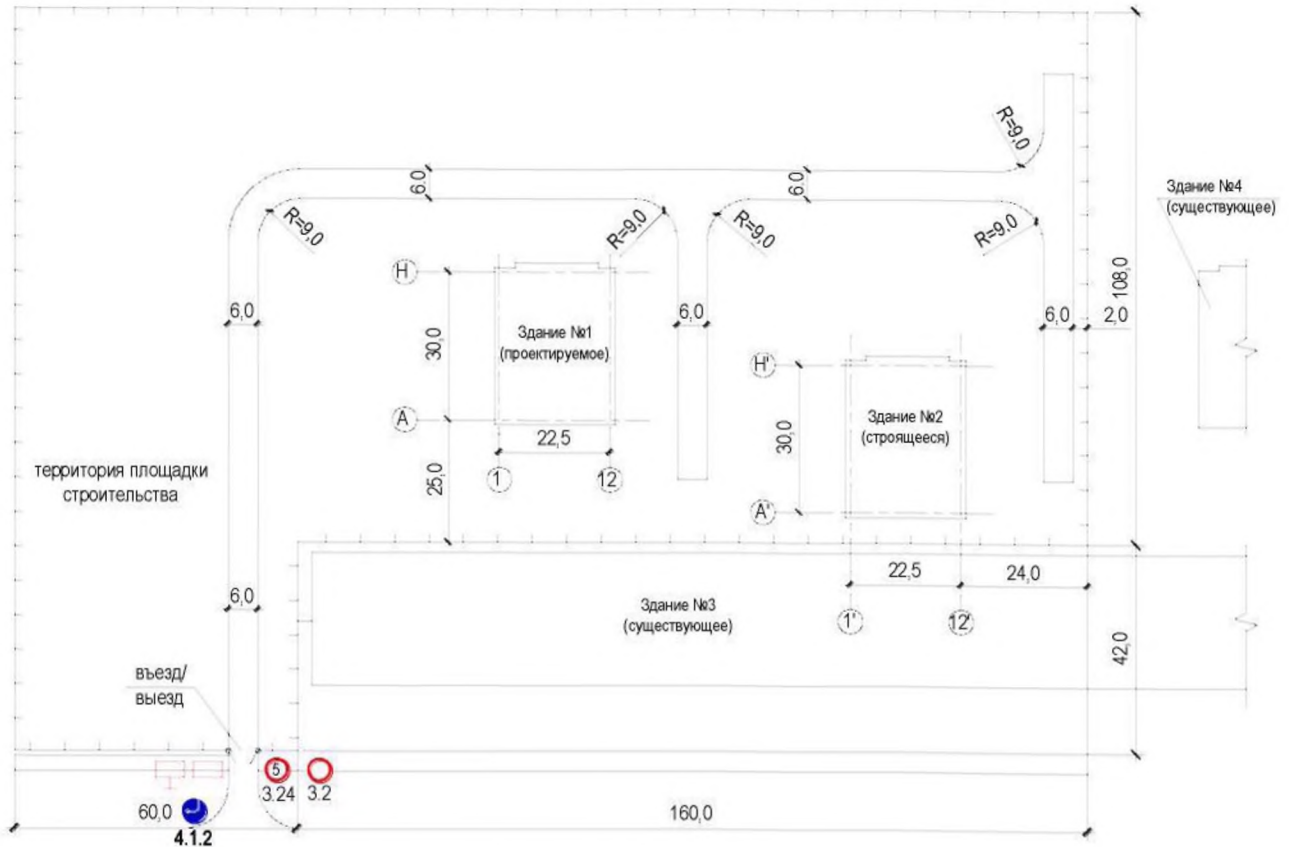 R=9,0
Здание №4
(существующее)
6.0
6.0
R=9,0
R=9,0
R=9,0
R=9,0
Н
108,0
6,0
6,0
6,0
2,0
Здание №1
(проектируемое)
30,0
Н'
А
Здание №2
(строящееся)
22,5
30,0
территория площадки
строительства
25,0
1
12
А'
22,5
24,0
6,0
Здание №3
(существующее)
1'
12'
42,0
въезд/
выезд
5
3.24
3.2
60,0
160,0
4.1.2